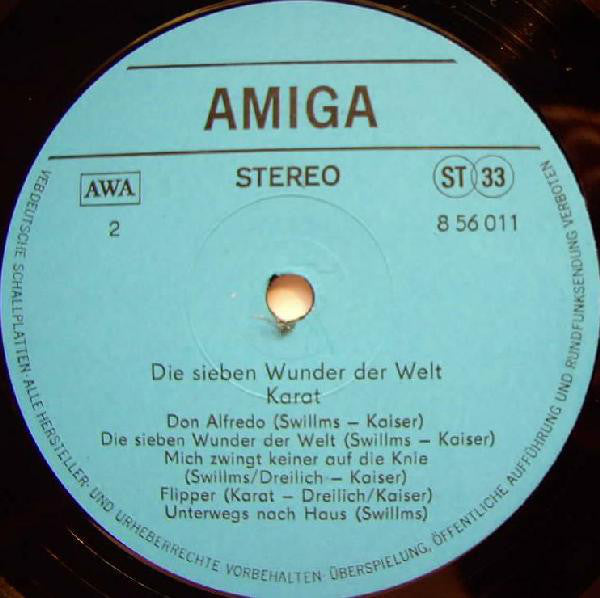 AMIGA
AWA
STEREO
ST 33
2
8 56 011
Die sieben Wunder der Welt
Karat
Don Alfredo (Swillms – Kaiser)
Die sieben Wunder der Welt (Swillms – Kaiser)
Mich zwingt keiner auf die Knie
(Swillms/Dreilich – Kaiser)
Flipper (Karat – Dreilich/Kaiser)
Unterwegs nach Haus (Swillms)
VEB DEUTSCHE SCHALLPLATTEN · ALLE HERSTELLER- UND URHEBERRECHTE VORBEHALTEN · ÜBERSPIELUNG, ÖFFENTLICHE AUFFÜHRUNG UND RUNDFUNKSENDUNG VERBOTEN